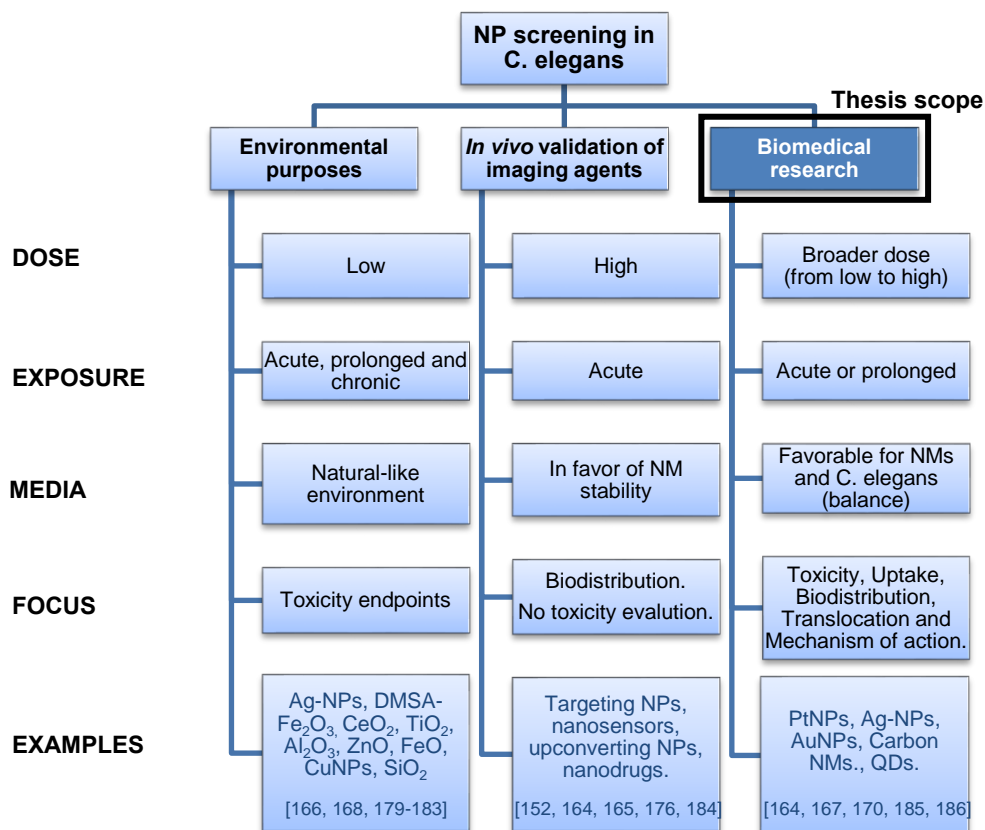 NP screening in
C. elegans
Thesis scope
Environmental
purposes
In vivo validation of
imaging agents
Biomedical
research
DOSE
Low
High
Broader dose
(from low to high)
EXPOSURE
Acute, prolonged and
chronic
Acute
Acute or prolonged
MEDIA
Natural-like
environment
In favor of NM
stability
Favorable for NMs
and C. elegans
(balance)
FOCUS
Toxicity endpoints
Biodistribution.
No toxicity evalution.
Toxicity, Uptake,
Biodistribution,
Translocation and
Mechanism of action.
EXAMPLES
Ag-NPs, DMSA-
Fe₂O₃, CeO₂, TiO₂,
Al₂O₃, ZnO, FeO,
CuNPs, SiO₂
[166, 168, 179-183]
Targeting NPs,
nanosensors,
upconverting NPs,
nanodrugs.
[152, 164, 165, 176, 184]
PtNPs, Ag-NPs,
AuNPs, Carbon
NMs., QDs.
[164, 167, 170, 185, 186]